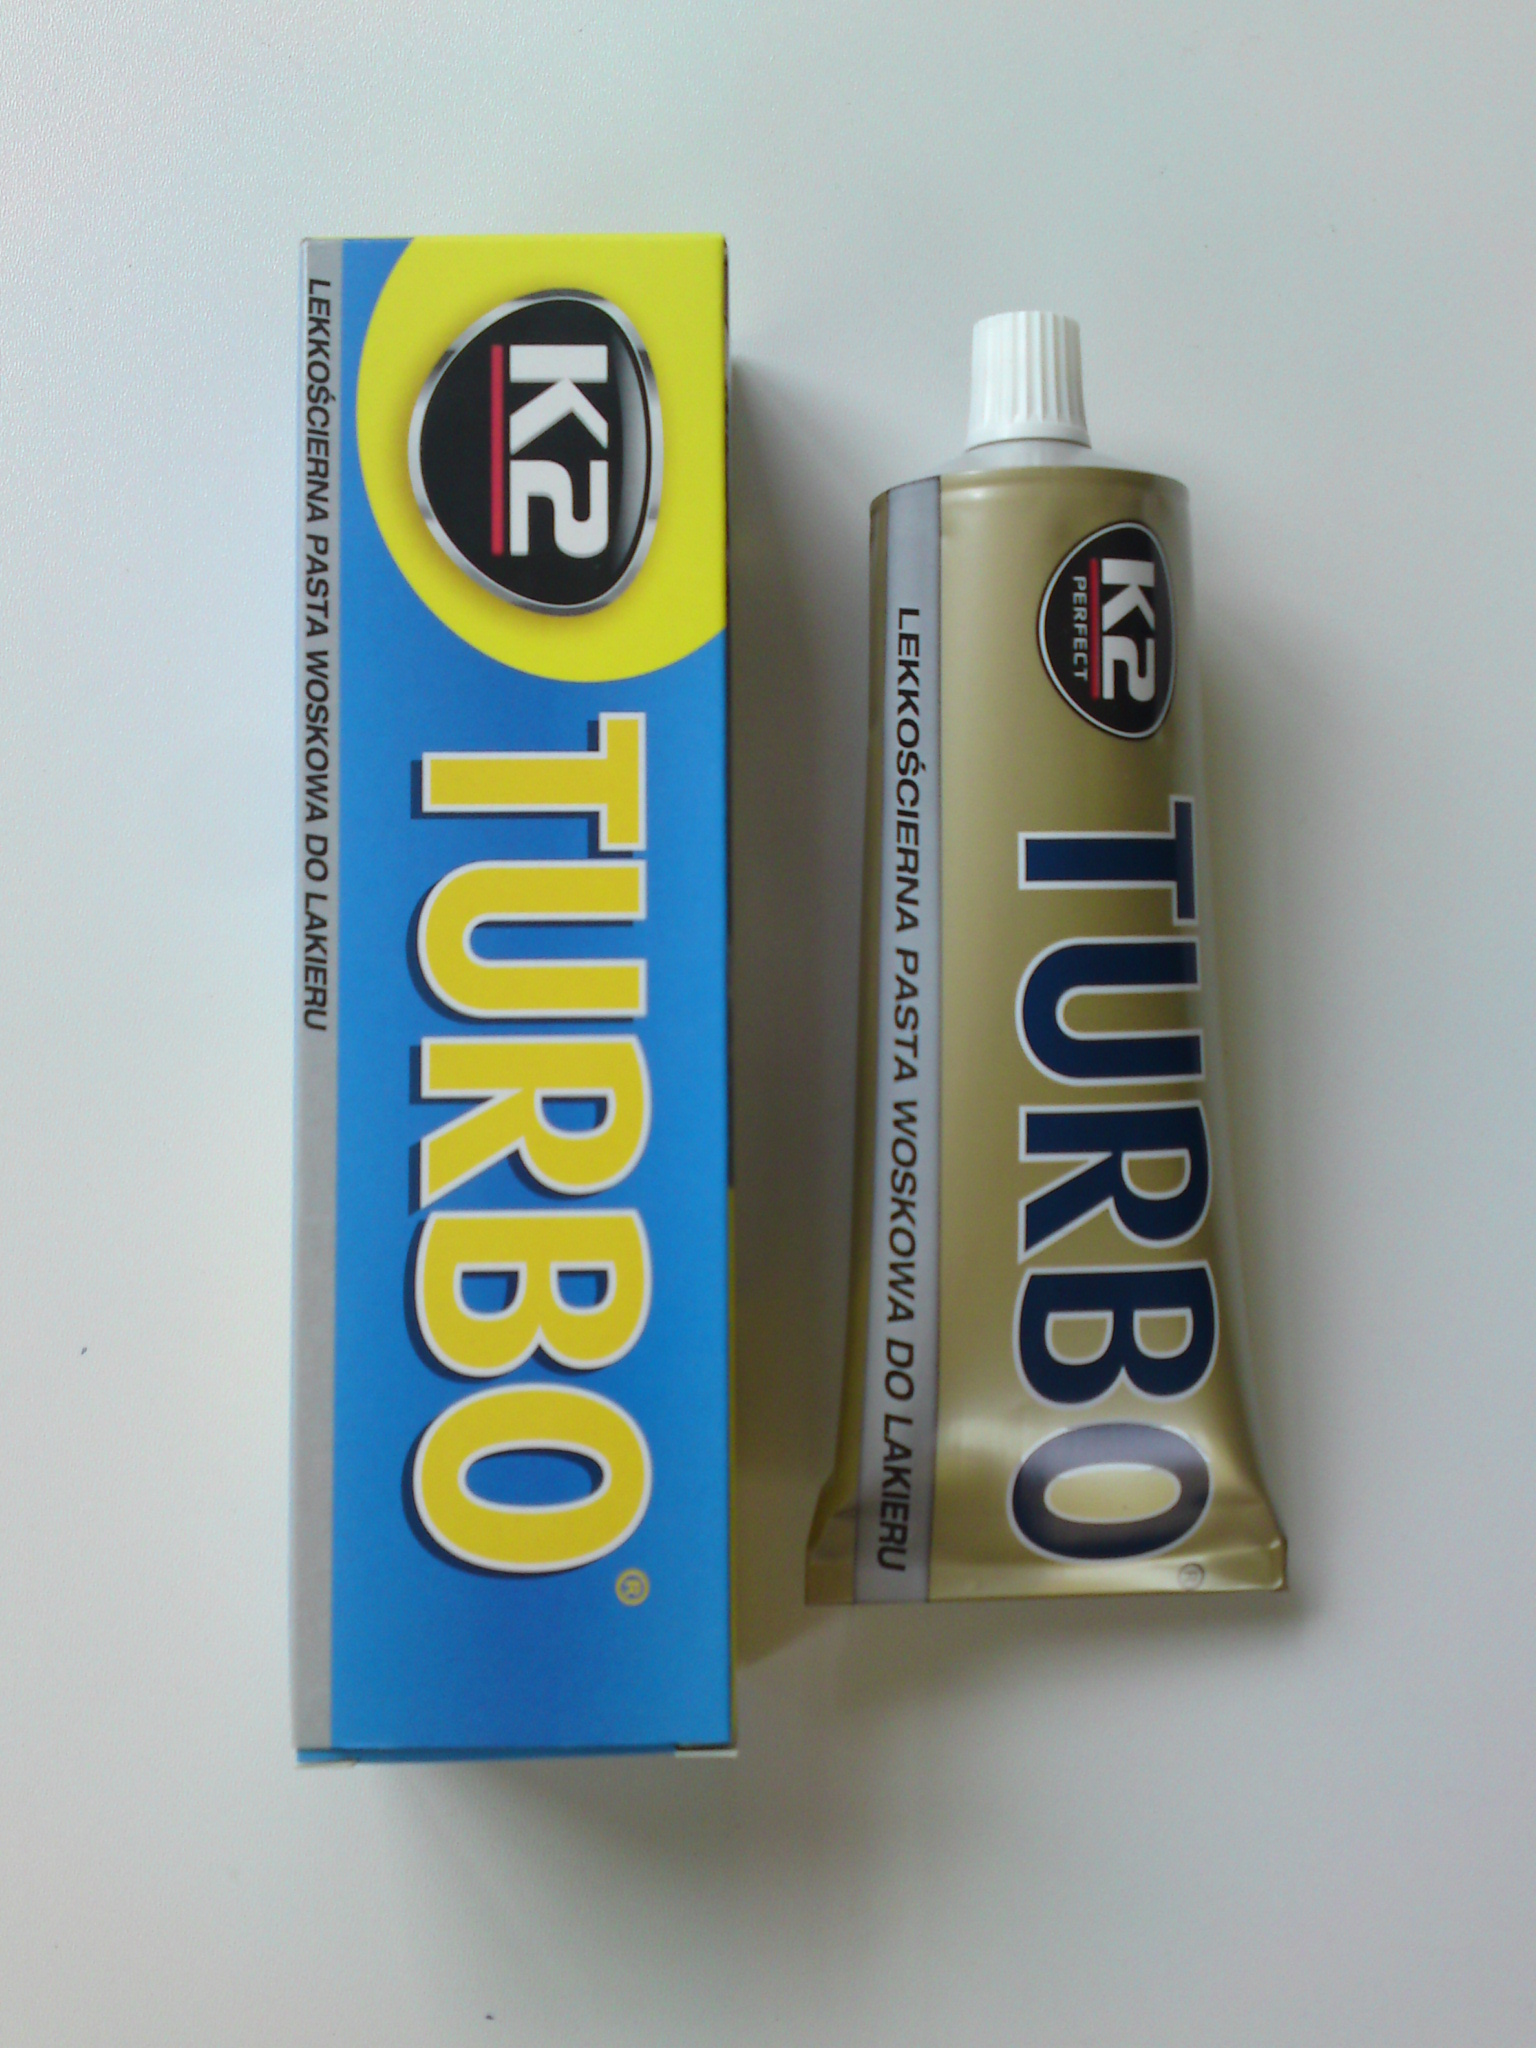 K2
TURBO®
LEKKOŚCIERNA PASTA WOSKOWA DO LAKIERU
K2
PERFECT
TURBO®
LEKKOŚCIERNA PASTA WOSKOWA DO LAKIERU